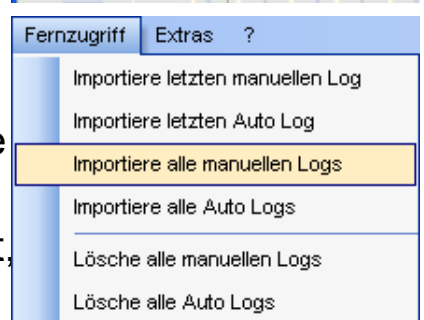 Fernzugriff Extras ?
Importiere letzten manuellen Log
Importiere letzten Auto Log
e
Importiere alle manuellen Logs
Importiere alle Auto Logs
t,
Lösche alle manuellen Logs
Lösche alle Auto Logs